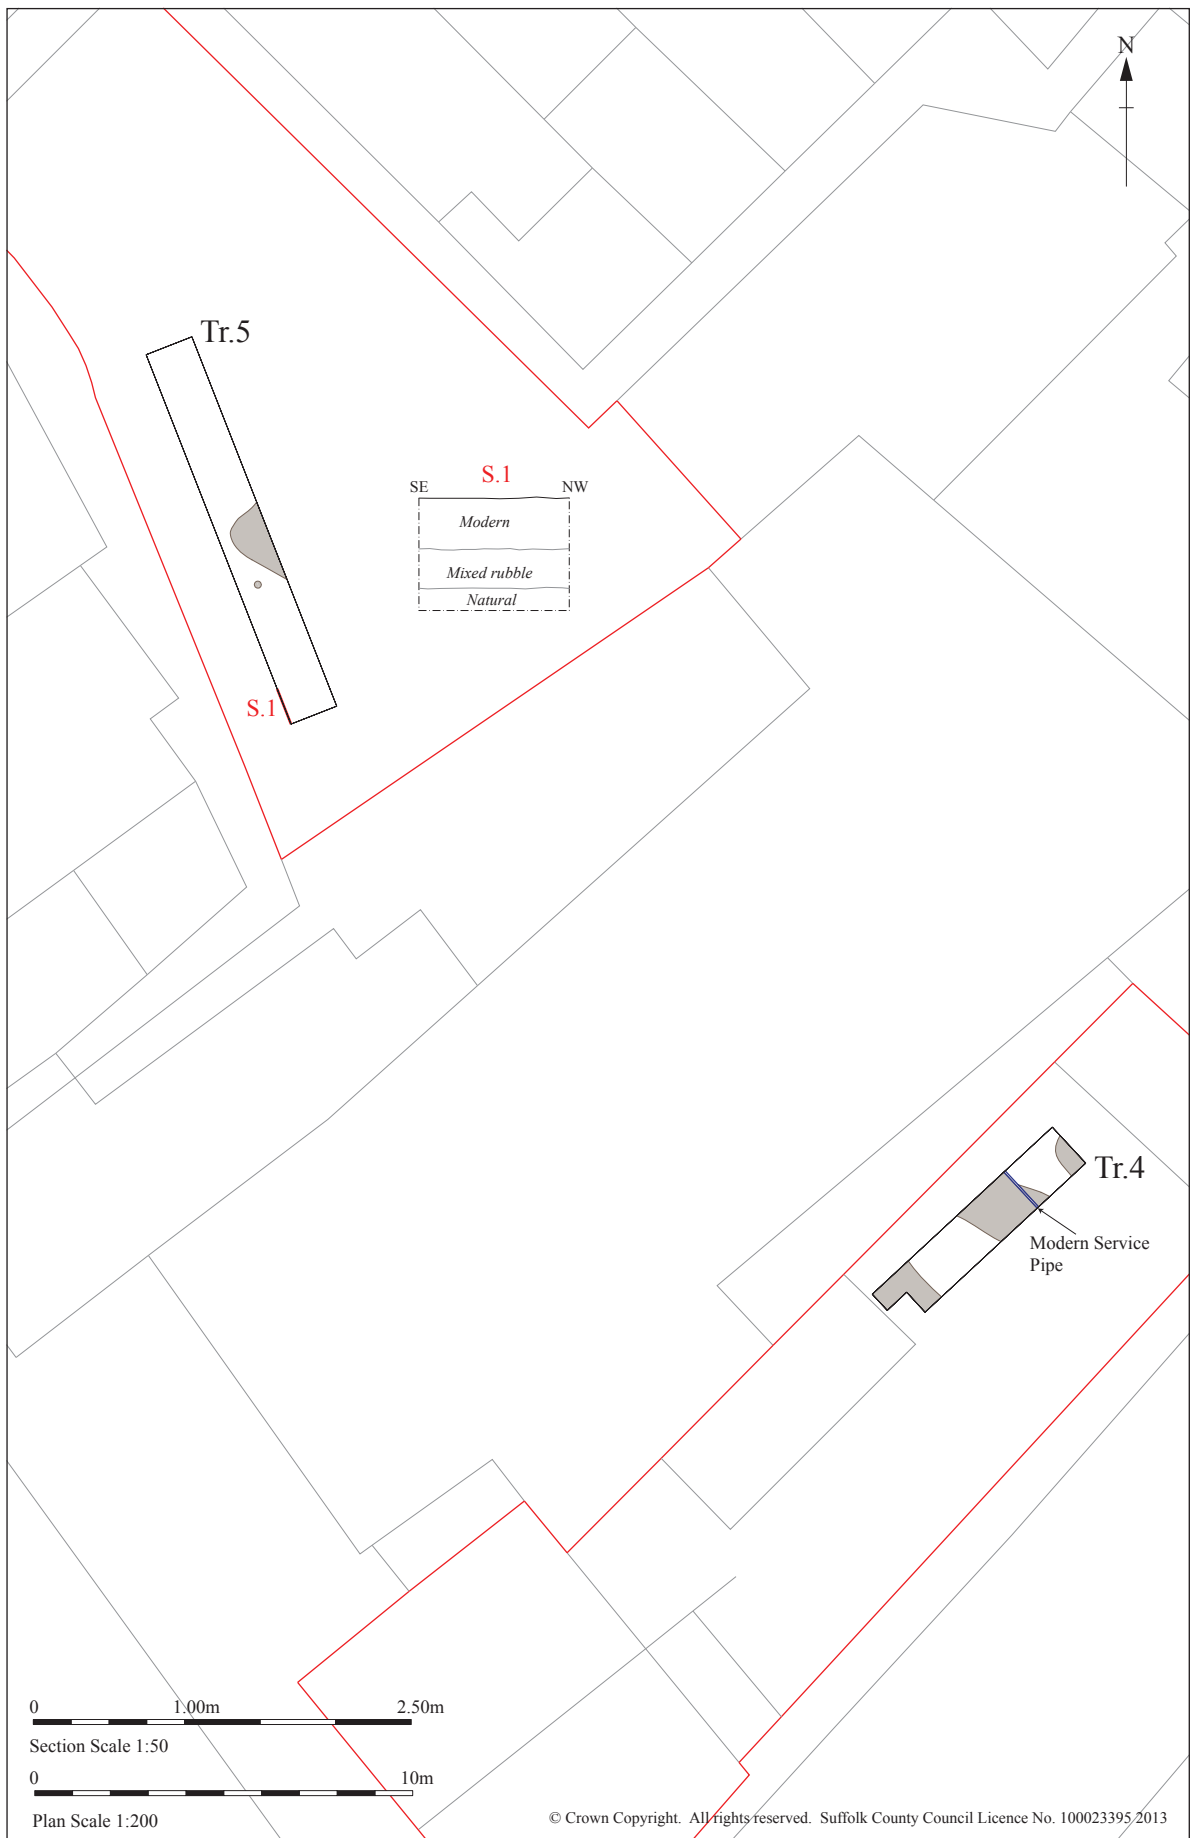 N
Tr.5
S.1
SE
NW
Modern
Mixed rubble
Natural
S.1
Tr.4
Modern Service
Pipe
0 1.00m 2.50m
Section Scale 1:50
0 10m
Plan Scale 1:200
© Crown Copyright. All rights reserved. Suffolk County Council Licence No. 100023395 2013